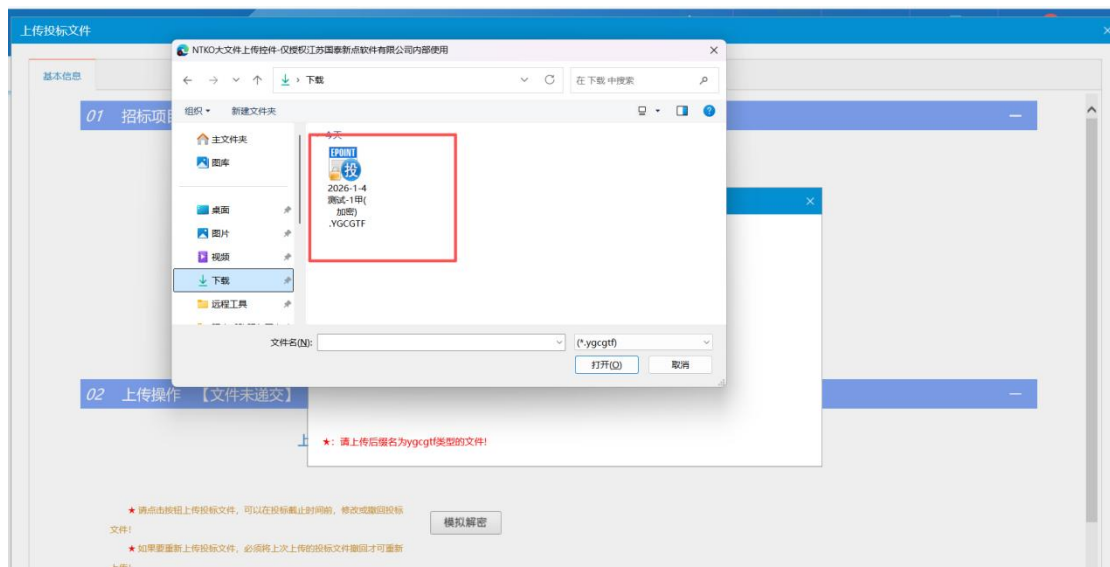 上传投标文件
NTKO大文件上传控件-仅授权江苏国泰新点软件有限公司内部使用
基本信息
下载
在 下载 中搜索
组织
新建文件夹
01 招标项目
主文件夹
图库
今天
EPOINT
投
2026-1-4
测试-1甲(
加密)
.YGCGTF
桌面
图片
视频
下载
远程工具
文件名(N):
(*.ygcgtf)
打开(O)
取消
02 上传操作 【文件未递交】
上
★：请上传后缀名为ygcgtf类型的文件!
★ 请点击按钮上传投标文件，可以在投标截止时间前，修改或撤回投标
文件!
模拟解密
★ 如果要重新上传投标文件，必须将上次上传的投标文件撤回才可重新
上传!